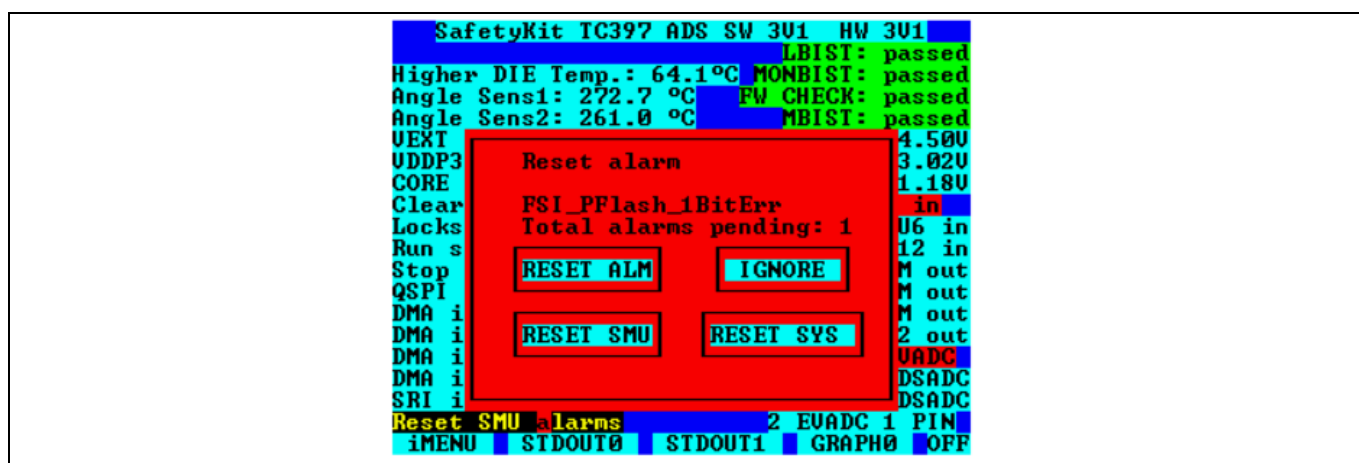 SafetyKit TC397 ADS SW 3V1 HW 3V1
LBIST: passed
Higher DIE Temp.: 64.1ºC MONBIST: passed
Angle Sens1: 272.7 ºC FW CHECK: passed
Angle Sens2: 261.0 ºC MBIST: passed
VEXT 4.50V
VDDP3 Reset alarm 3.02V
CORE 1.18V
Clear FSI_PFlash_1BitErr in
Locks Total alarms pending: 1 U6 in
Run s 12 in
Stop RESET ALM IGNORE M out
QSPI M out
DMA i M out
DMA i RESET SMU RESET SYS 2 out
DMA i VADC
DMA i DSADC
SRI i DSADC
Reset SMU alarms 2 EVADC 1 PIN
iMENU STDOUT0 STDOUT1 GRAPH0 OFF